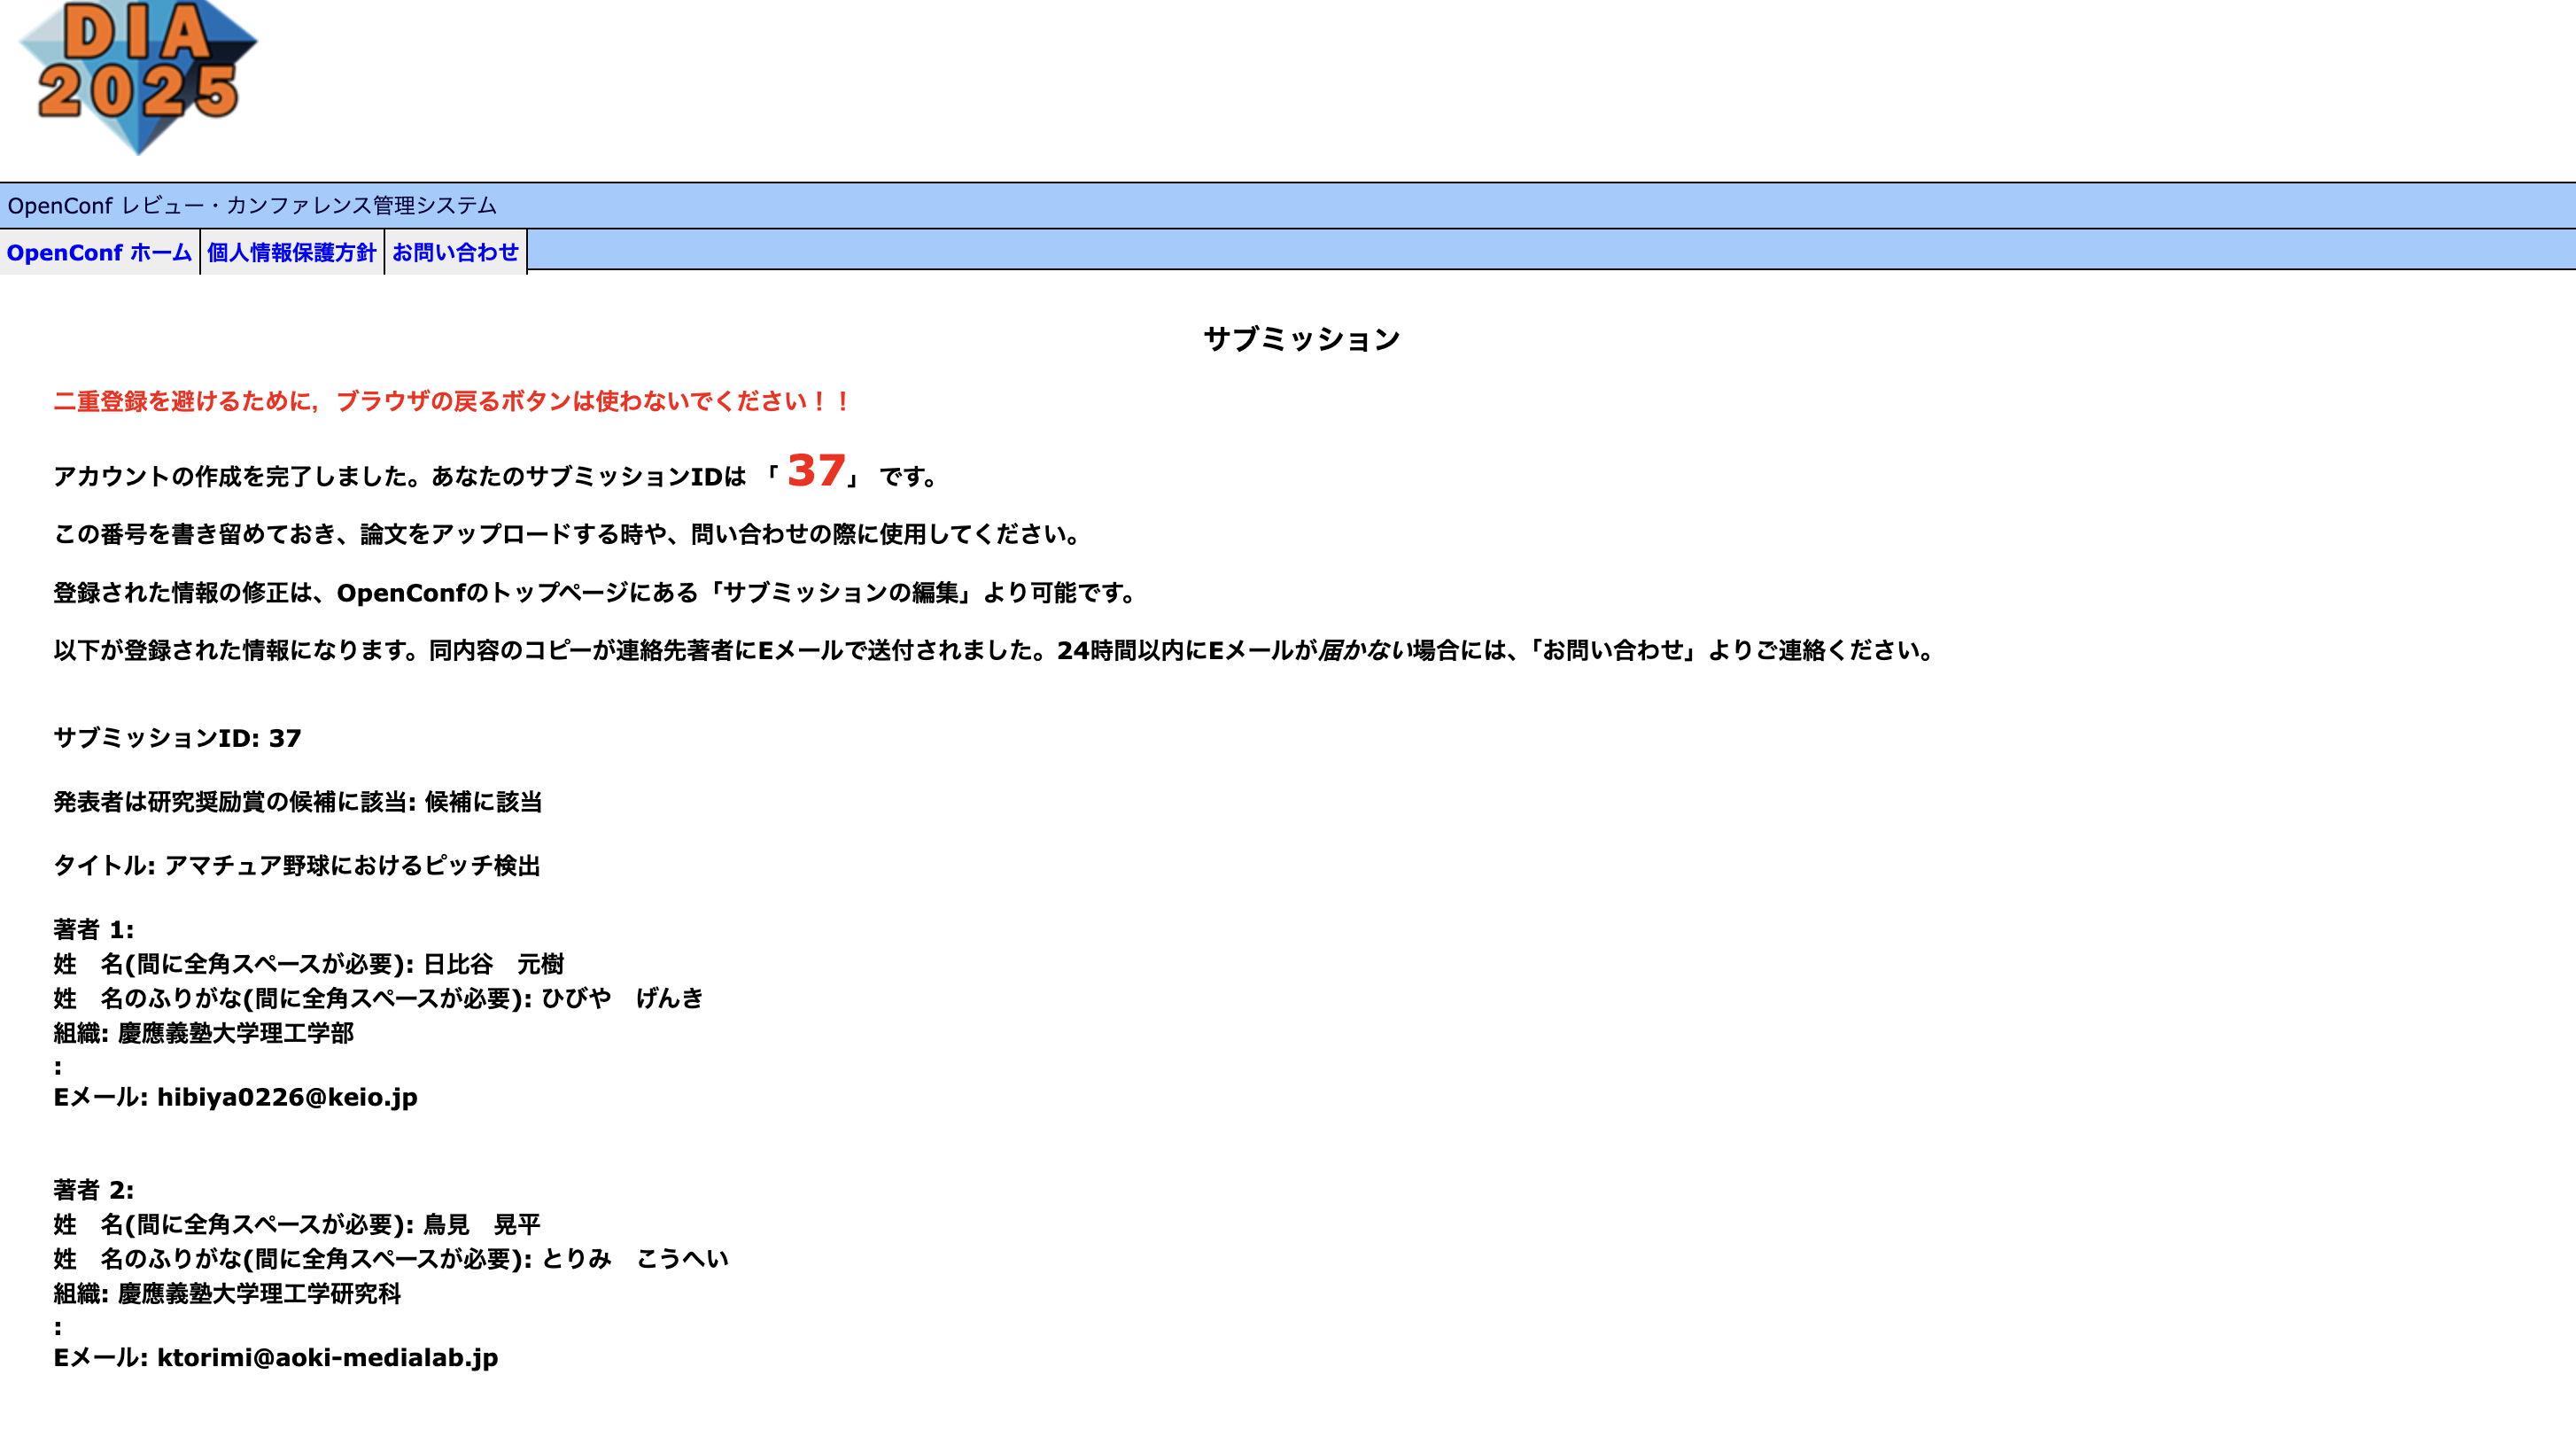 DIA
2025
OpenConf レビュー・カンファレンス管理システム
OpenConf ホーム 個人情報保護方針 お問い合わせ
サブミッション
二重登録を避けるために，ブラウザの戻るボタンは使わないでください！！
アカウントの作成を完了しました。あなたのサブミッションIDは 「 37」 です。
この番号を書き留めておき、論文をアップロードする時や、問い合わせの際に使用してください。
登録された情報の修正は、OpenConfのトップページにある「サブミッションの編集」より可能です。
以下が登録された情報になります。同内容のコピーが連絡先著者にEメールで送付されました。24時間以内にEメールが届かない場合には、「お問い合わせ」よりご連絡ください。
サブミッションID: 37
発表者は研究奨励賞の候補に該当: 候補に該当
タイトル: アマチュア野球におけるピッチ検出
著者 1:
姓　名(間に全角スペースが必要): 日比谷　元樹
姓　名のふりがな(間に全角スペースが必要): ひびや　げんき
組織: 慶應義塾大学理工学部
:
Eメール: hibiya0226@keio.jp
著者 2:
姓　名(間に全角スペースが必要): 鳥見　晃平
姓　名のふりがな(間に全角スペースが必要): とりみ　こうへい
組織: 慶應義塾大学理工学研究科
:
Eメール: ktorimi@aoki-medialab.jp